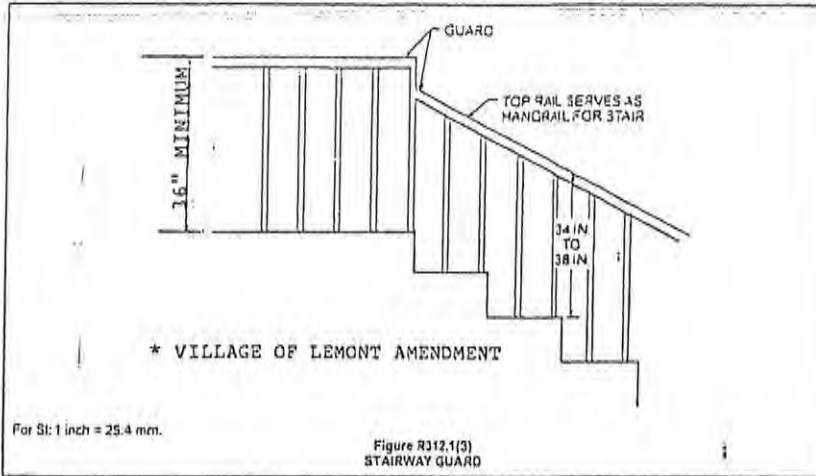 GUARD
TOP RAIL SERVES AS
HANDRAIL FOR STAIR
36" MINIMUM
34 IN
TO
38 IN.
* VILLAGE OF LEMONT AMENDMENT
For SI: 1 inch = 25.4 mm.
Figure R312.1(3)
STAIRWAY GUARD